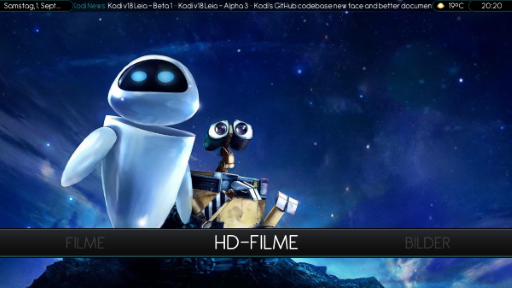 Samstag,1. Sept... Kodi News Kodi v18 Leia - Beta 1 · Kodi v18 Leia - Alpha 3 · Kodi's GitHub codebase new face and better documen 19°C 20:20
FILME HD-FILME BILDER